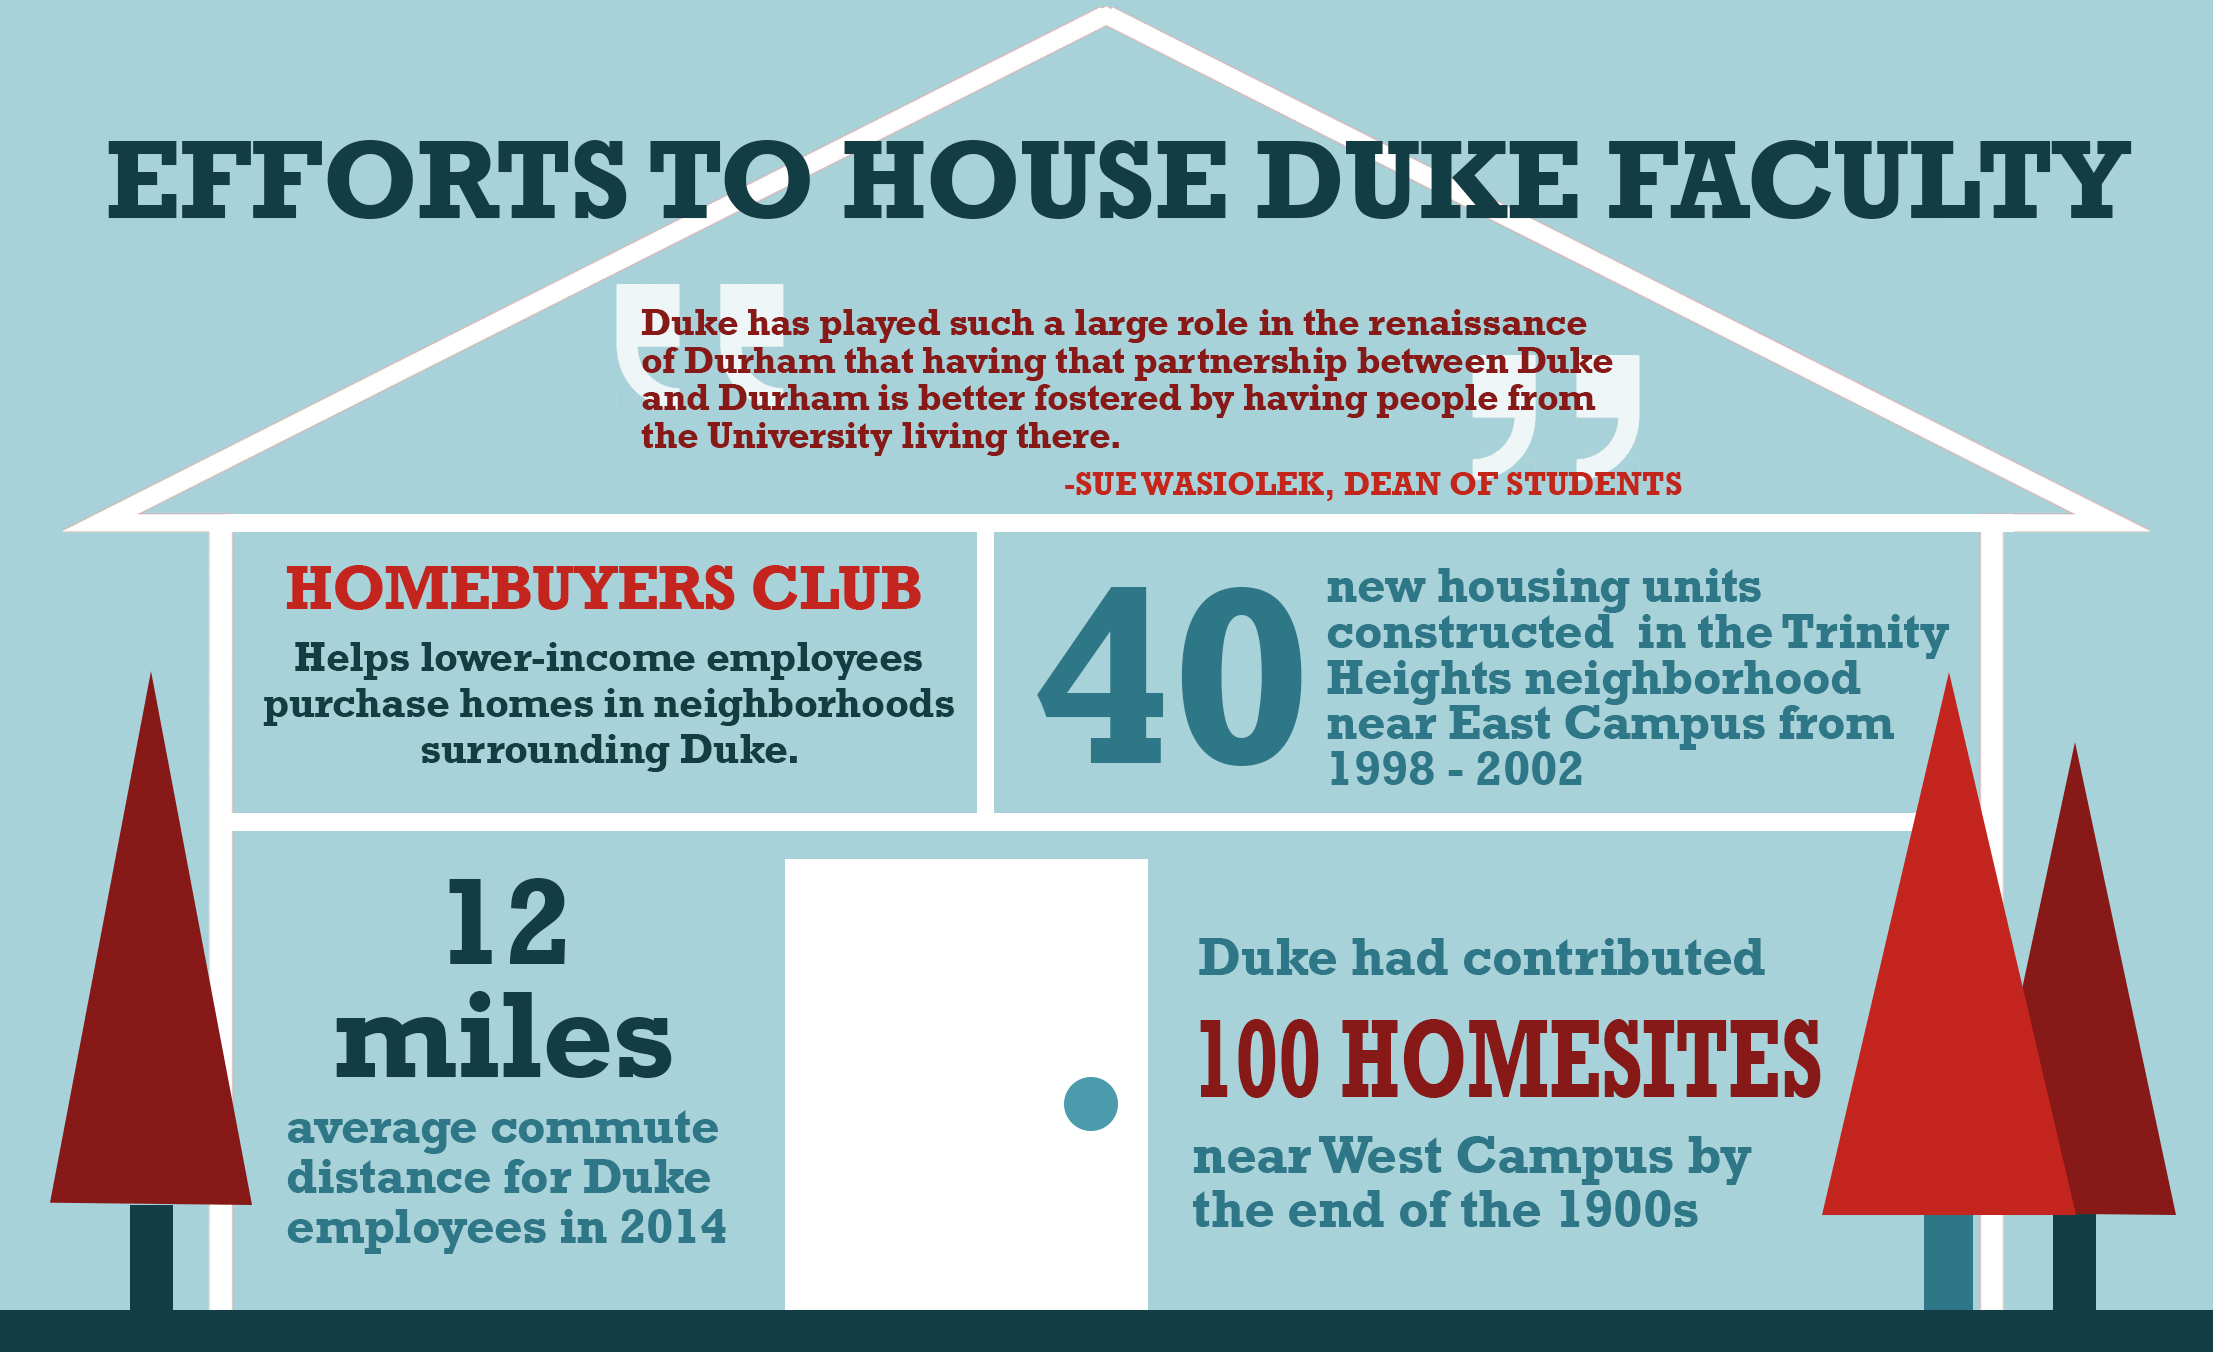 EFFORTS TO HOUSE DUKE FACULTY
Duke has played such a large role in the renaissance
of Durham that having that partnership between Duke
and Durham is better fostered by having people from
the University living there.
-SUE WASIOLEK, DEAN OF STUDENTS
HOMEBUYERS CLUB
Helps lower-income employees
purchase homes in neighborhoods
surrounding Duke.
40
new housing units
constructed in the Trinity
Heights neighborhood
near East Campus from
1998 - 2002
12
miles
average commute
distance for Duke
employees in 2014
Duke had contributed
100 HOMESITES
near West Campus by
the end of the 1900s